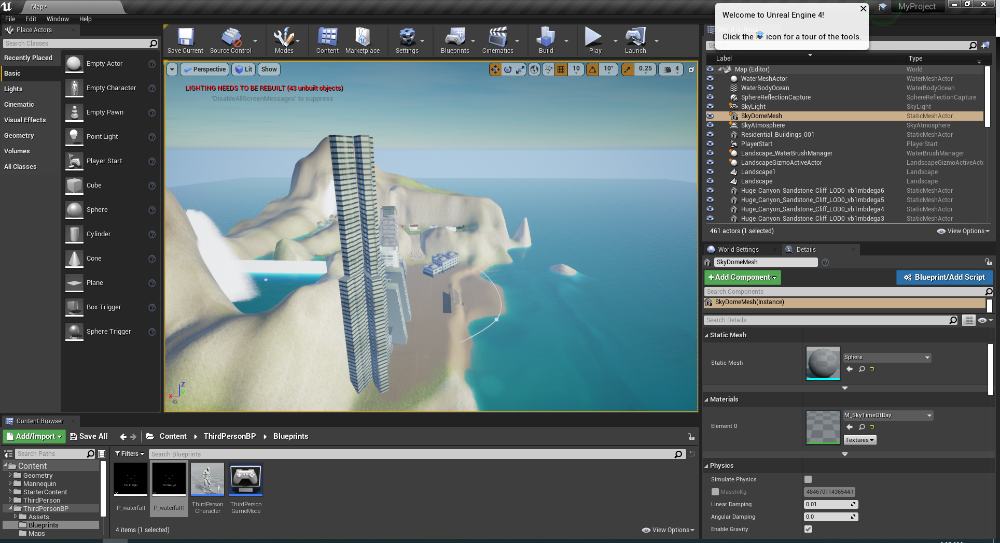 Map*
MyProject
File Edit Window Help
Welcome to Unreal Engine 4!
Click the icon for a tour of the tools.
Place Actors
Search Classes
Recently Placed
Basic
Lights
Cinematic
Visual Effects
Geometry
Volumes
All Classes
Empty Actor
Empty Character
Empty Pawn
Point Light
Player Start
Cube
Sphere
Cylinder
Cone
Plane
Box Trigger
Sphere Trigger
Save Current Source Control Modes Content Marketplace Settings Blueprints Cinematics Build Play Launch
Perspective Lit Show
10 10° 0.25 4
LIGHTING NEEDS TO BE REBUILT (43 unbuilt objects)
'DisableAllScreenMessages' to suppress
Z
X
Y
World Outliner
Label Type
Map (Editor) World
WaterMeshActor WaterMeshActor
WaterBodyOcean WaterBodyOcean
SphereReflectionCapture SphereReflectionCapture
SkyLight SkyLight
SkyDomeMesh StaticMeshActor
SkyAtmosphere SkyAtmosphere
Residential_Buildings_001 StaticMeshActor
PlayerStart PlayerStart
Landscape_WaterBrushManager WaterBrushManager
LandscapeGizmoActiveActor LandscapeGizmoActiveActo
Landscape1 Landscape
Landscape Landscape
Huge_Canyon_Sandstone_Cliff_LOD0_vb1mbdega6 StaticMeshActor
Huge_Canyon_Sandstone_Cliff_LOD0_vb1mbdega5 StaticMeshActor
Huge_Canyon_Sandstone_Cliff_LOD0_vb1mbdega4 StaticMeshActor
Huge_Canyon_Sandstone_Cliff_LOD0_vb1mbdega3 StaticMeshActor
461 actors (1 selected) View Options
World Settings Details
SkyDomeMesh
+Add Component Blueprint/Add Script
Search Components
SkyDomeMesh(Instance)
Search Details
Static Mesh
Static Mesh Sphere
Materials
Element 0 M_SkyTimeOfDay
Textures
Physics
Simulate Physics
MassInKg 48467011436544.0
Linear Damping 0.01
Angular Damping 0.0
Enable Gravity
Content Browser
Add/Import Save All Content ThirdPersonBP Blueprints
Search Paths
Filters Search Blueprints
Content
Geometry
Mannequin
StarterContent
ThirdPerson
ThirdPersonBP
Assets
Blueprints
Maps
No Image No Image
P_waterfall P_waterfall1 ThirdPerson Character ThirdPerson GameMode
4 items (1 selected) View Options